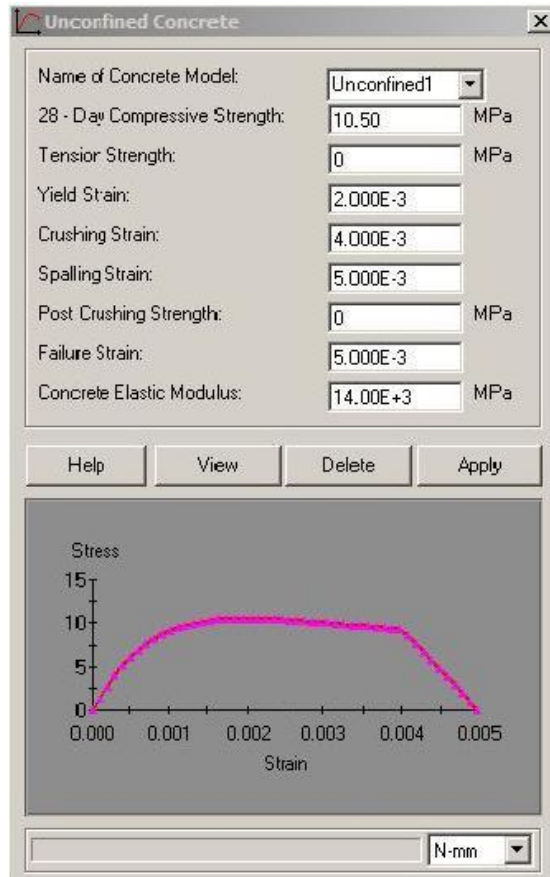 Unconfined Concrete
Name of Concrete Model: Unconfined1
28 - Day Compressive Strength: 10.50 MPa
Tension Strength: 0 MPa
Yield Strain: 2.000E-3
Crushing Strain: 4.000E-3
Spalling Strain: 5.000E-3
Post Crushing Strength: 0 MPa
Failure Strain: 5.000E-3
Concrete Elastic Modulus: 14.00E+3 MPa
Help View Delete Apply
Stress
15
10
5
0
0.000 0.001 0.002 0.003 0.004 0.005
Strain
N-mm